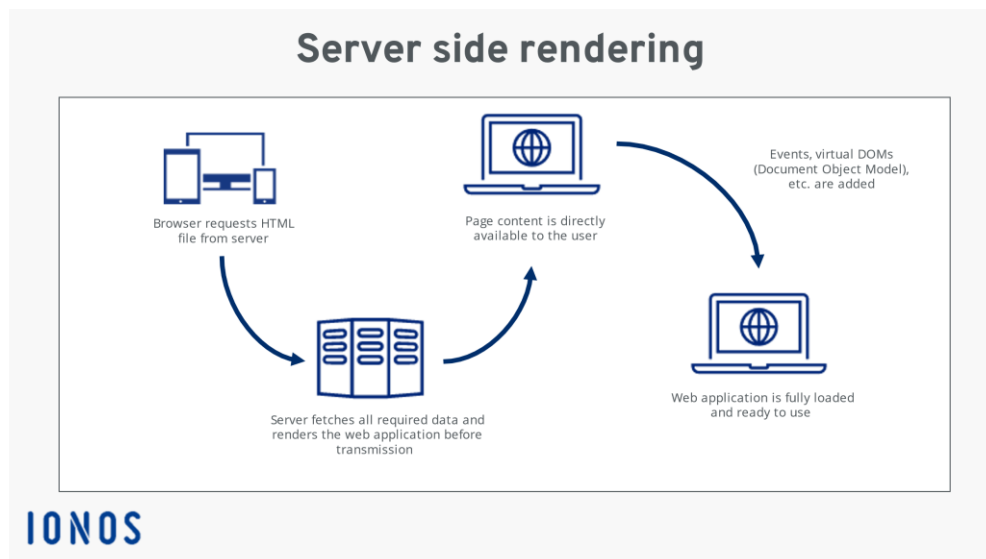 Server side rendering
Browser requests HTML
file from server
Server fetches all required data and
renders the web application before
transmission
Page content is directly
available to the user
Events, virtual DOMs
(Document Object Model),
etc. are added
Web application is fully loaded
and ready to use
IONOS